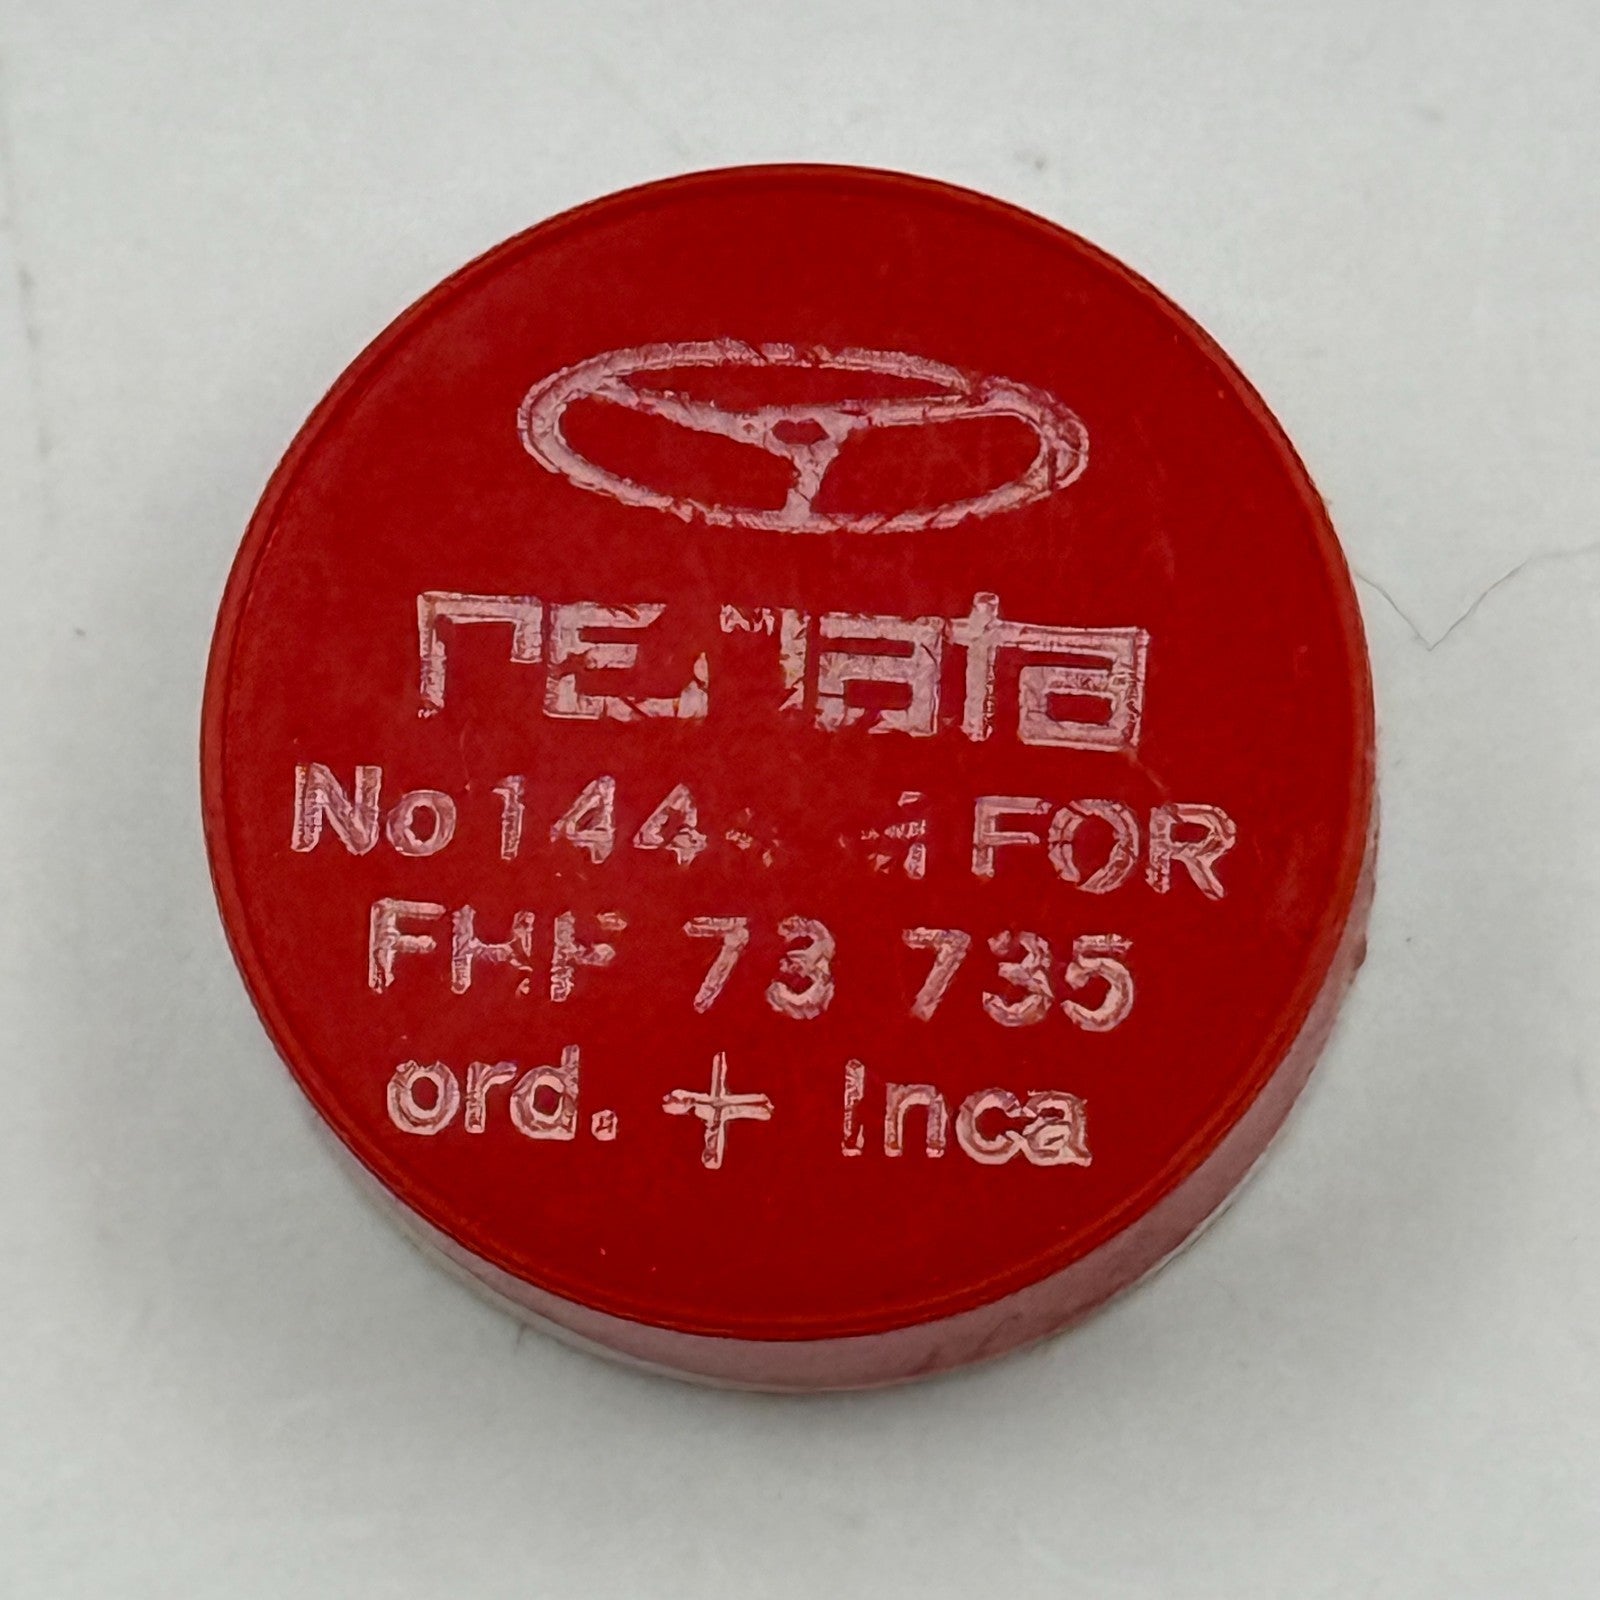 renata
No 144
FOR
FHF 73 735
ord. + Inca